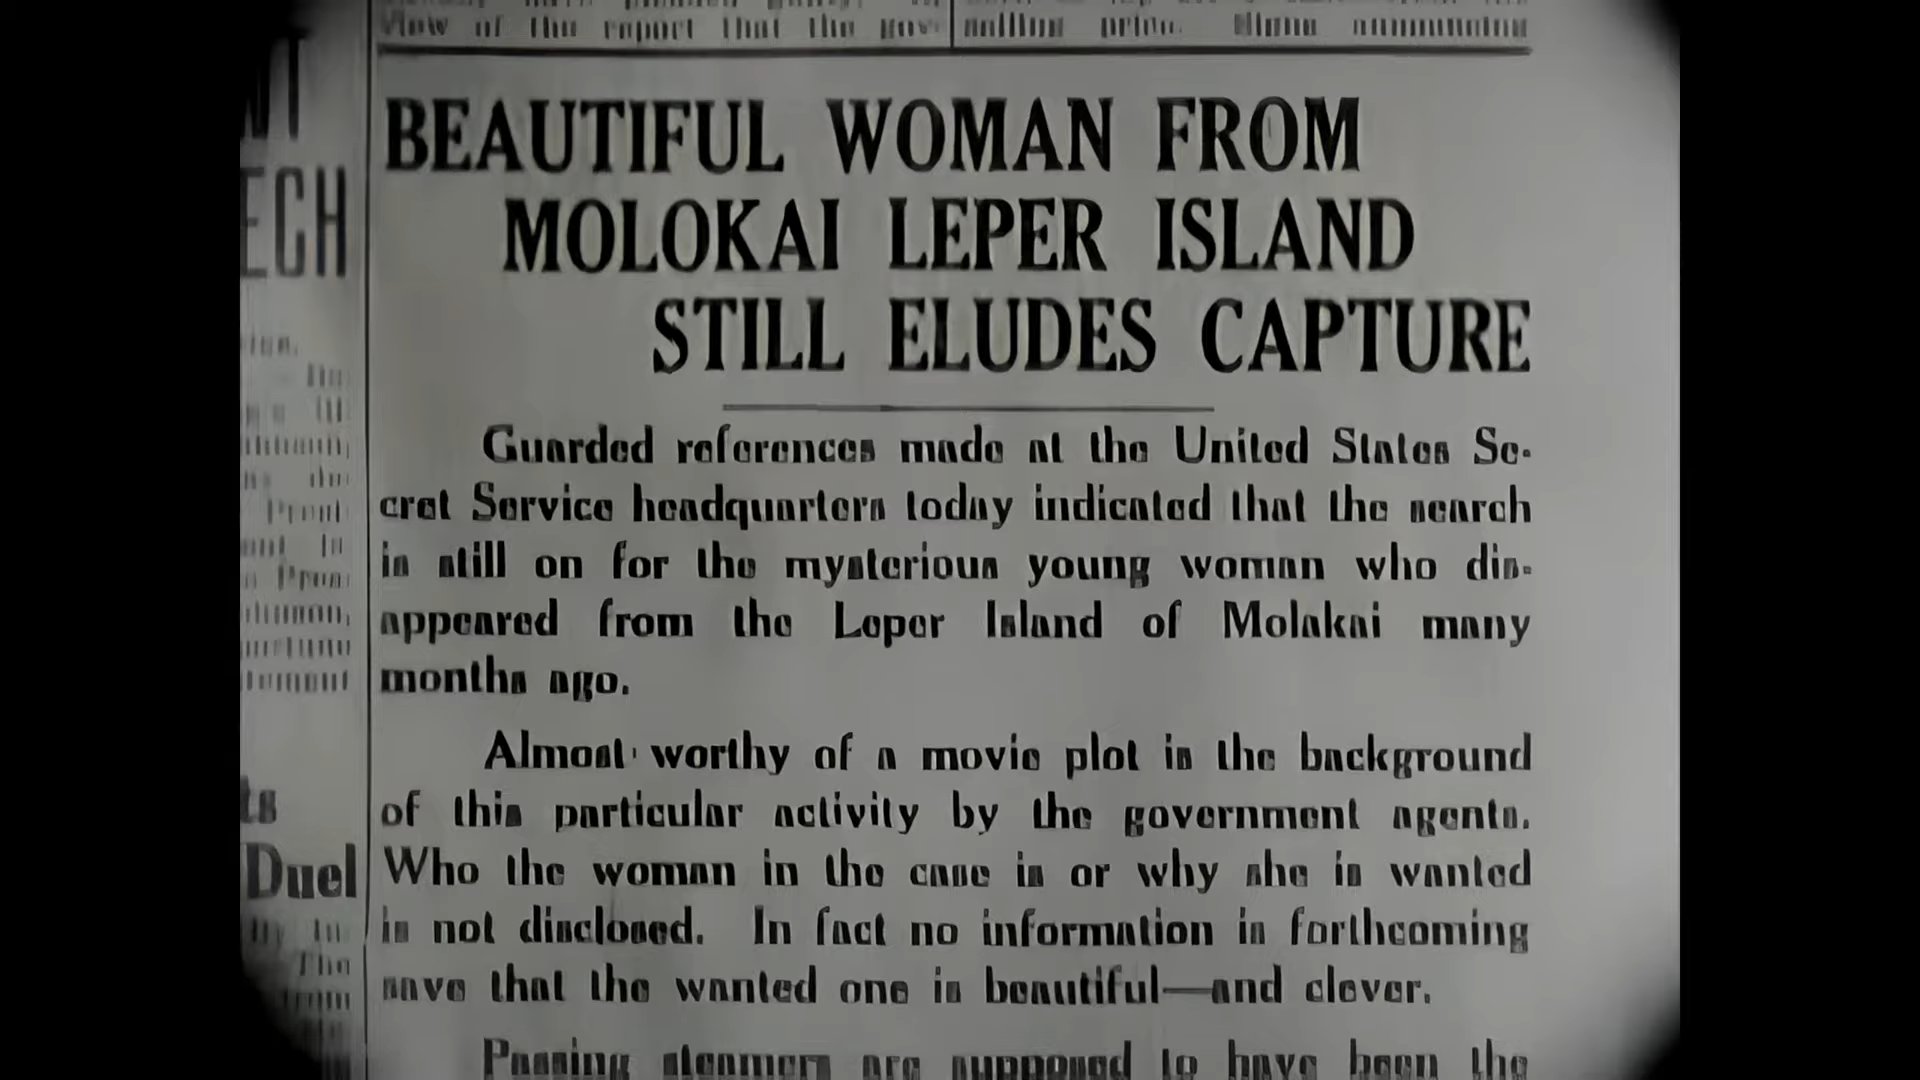 View of the report that the gov-
selling price.
BEAUTIFUL WOMAN FROM
MOLOKAI LEPER ISLAND
STILL ELUDES CAPTURE
Guarded references made at the United States Se-
cret Service headquarters today indicated that the search
is still on for the mysterious young woman who dis-
appeared from the Leper Island of Molakai many
months ago.
Almost worthy of a movie plot is the background
of this particular activity by the government agents.
Who the woman in the case is or why she is wanted
is not disclosed. In fact no information is forthcoming
save that the wanted one is beautiful—and clever.
Passing steamers are supposed to have been the
ECH
ts
Duel
The